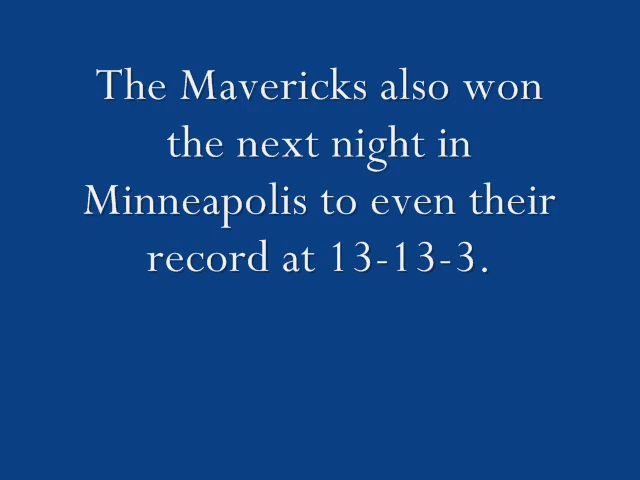 The Mavericks also won
the next night in
Minneapolis to even their
record at 13-13-3.